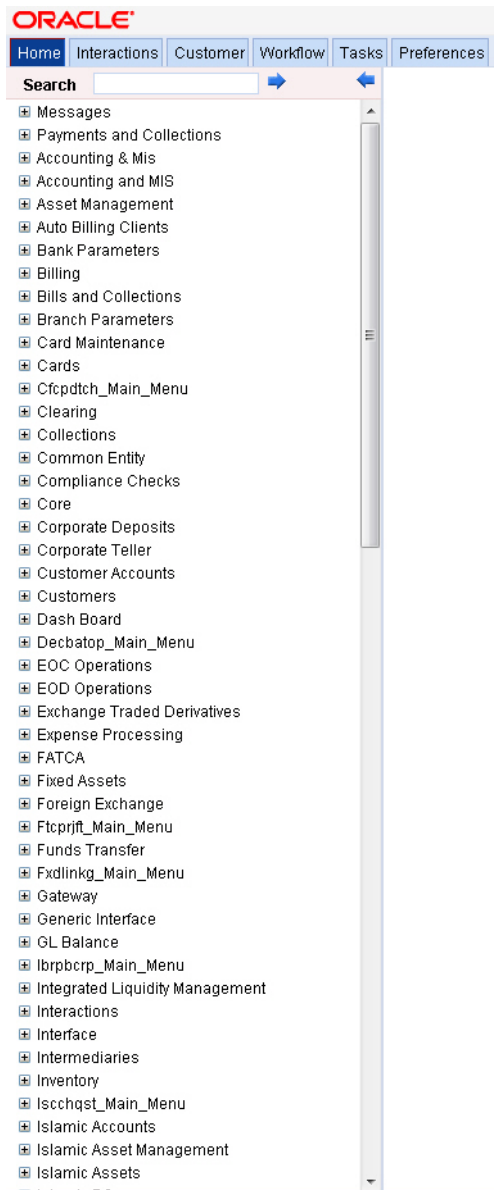 ORACLE
Home Interactions Customer Workflow Tasks Preferences
Search
Messages
Payments and Collections
Accounting & Mis
Accounting and MIS
Asset Management
Auto Billing Clients
Bank Parameters
Billing
Bills and Collections
Branch Parameters
Card Maintenance
Cards
Cfcpdtch_Main_Menu
Clearing
Collections
Common Entity
Compliance Checks
Core
Corporate Deposits
Corporate Teller
Customer Accounts
Customers
Dash Board
Decbatop_Main_Menu
EOC Operations
EOD Operations
Exchange Traded Derivatives
Expense Processing
FATCA
Fixed Assets
Foreign Exchange
Ftcprjft_Main_Menu
Funds Transfer
Fxdlinkg_Main_Menu
Gateway
Generic Interface
GL Balance
Ibrpbcrp_Main_Menu
Integrated Liquidity Management
Interactions
Interface
Intermediaries
Inventory
Iscchqst_Main_Menu
Islamic Accounts
Islamic Asset Management
Islamic Assets